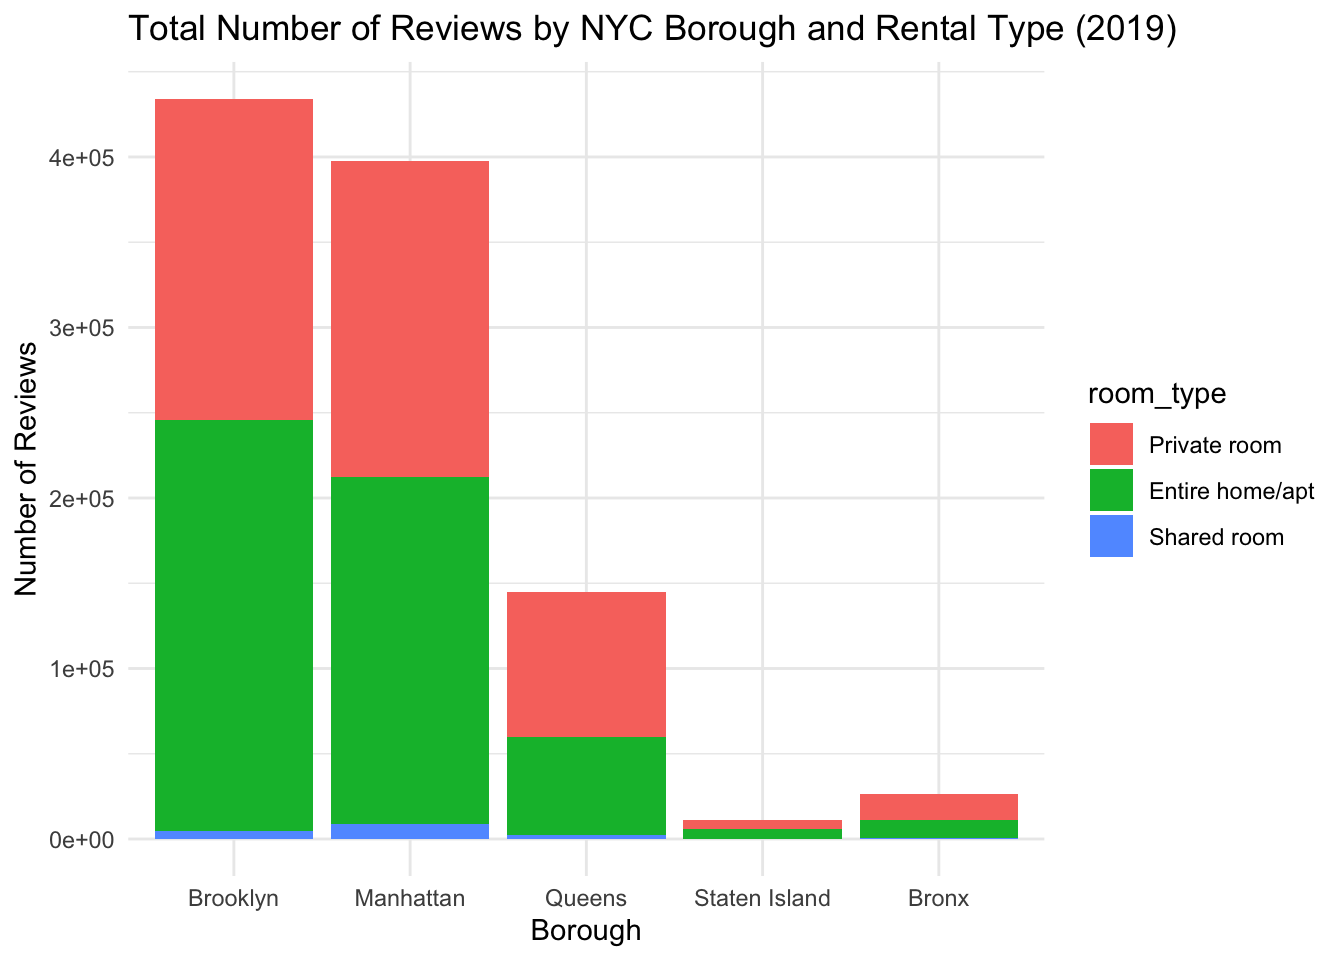 Total Number of Reviews by NYC Borough and Rental Type (2019)
Number of Reviews
4e+05
3e+05
2e+05
1e+05
0e+00
Brooklyn
Manhattan
Queens
Staten Island
Bronx
Borough
room_type
Private room
Entire home/apt
Shared room